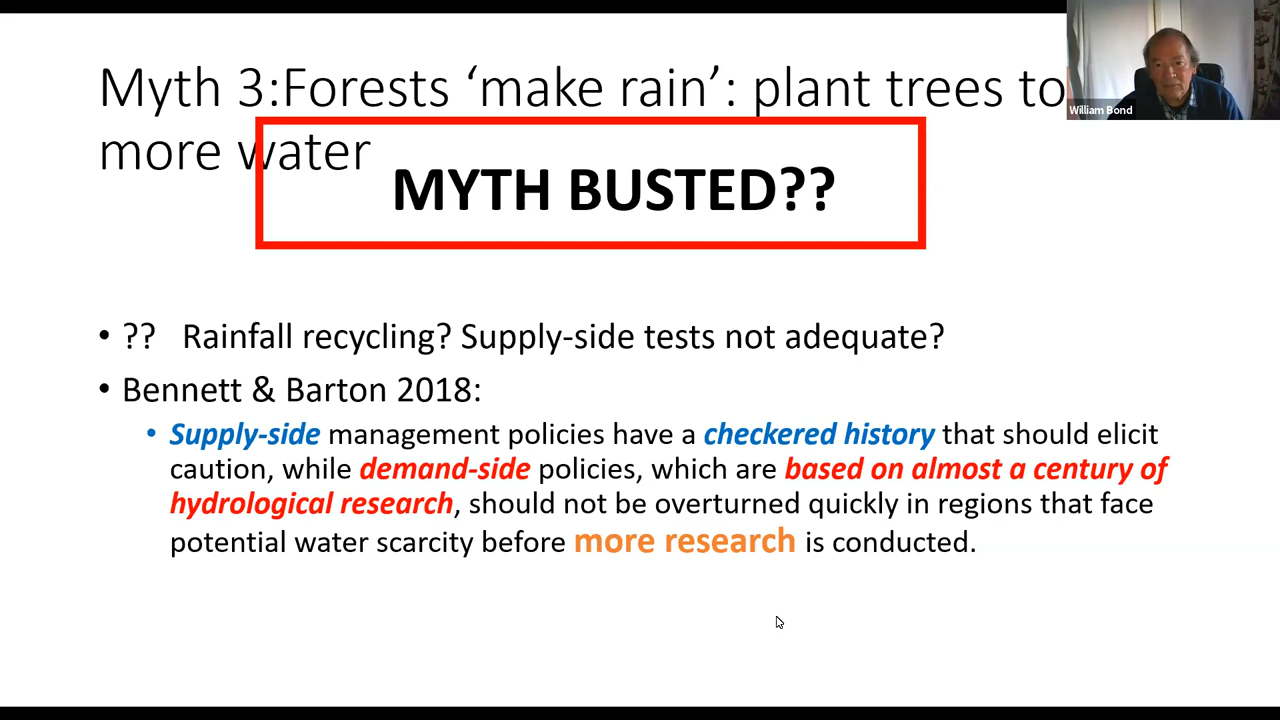 Myth 3:Forests ‘make rain’: plant trees to
more water
William Bond
MYTH BUSTED??
• ?? Rainfall recycling? Supply-side tests not adequate?
• Bennett & Barton 2018:
• Supply-side management policies have a checkered history that should elicit
caution, while demand-side policies, which are based on almost a century of
hydrological research, should not be overturned quickly in regions that face
potential water scarcity before more research is conducted.